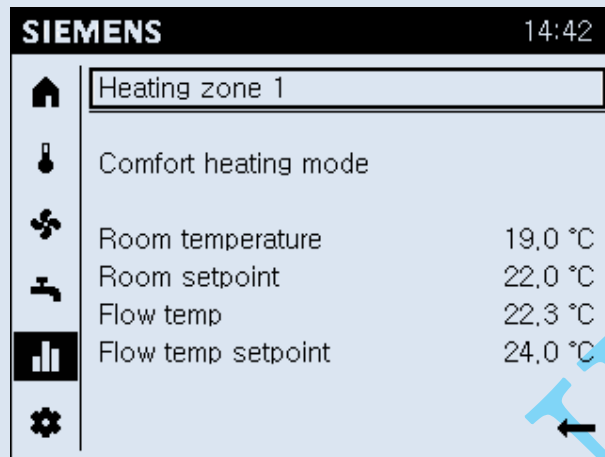 SIEMENS 14:42
Heating zone 1
Comfort heating mode
Room temperature 19,0 °C
Room setpoint 22,0 °C
Flow temp 22,3 °C
Flow temp setpoint 24,0 °C